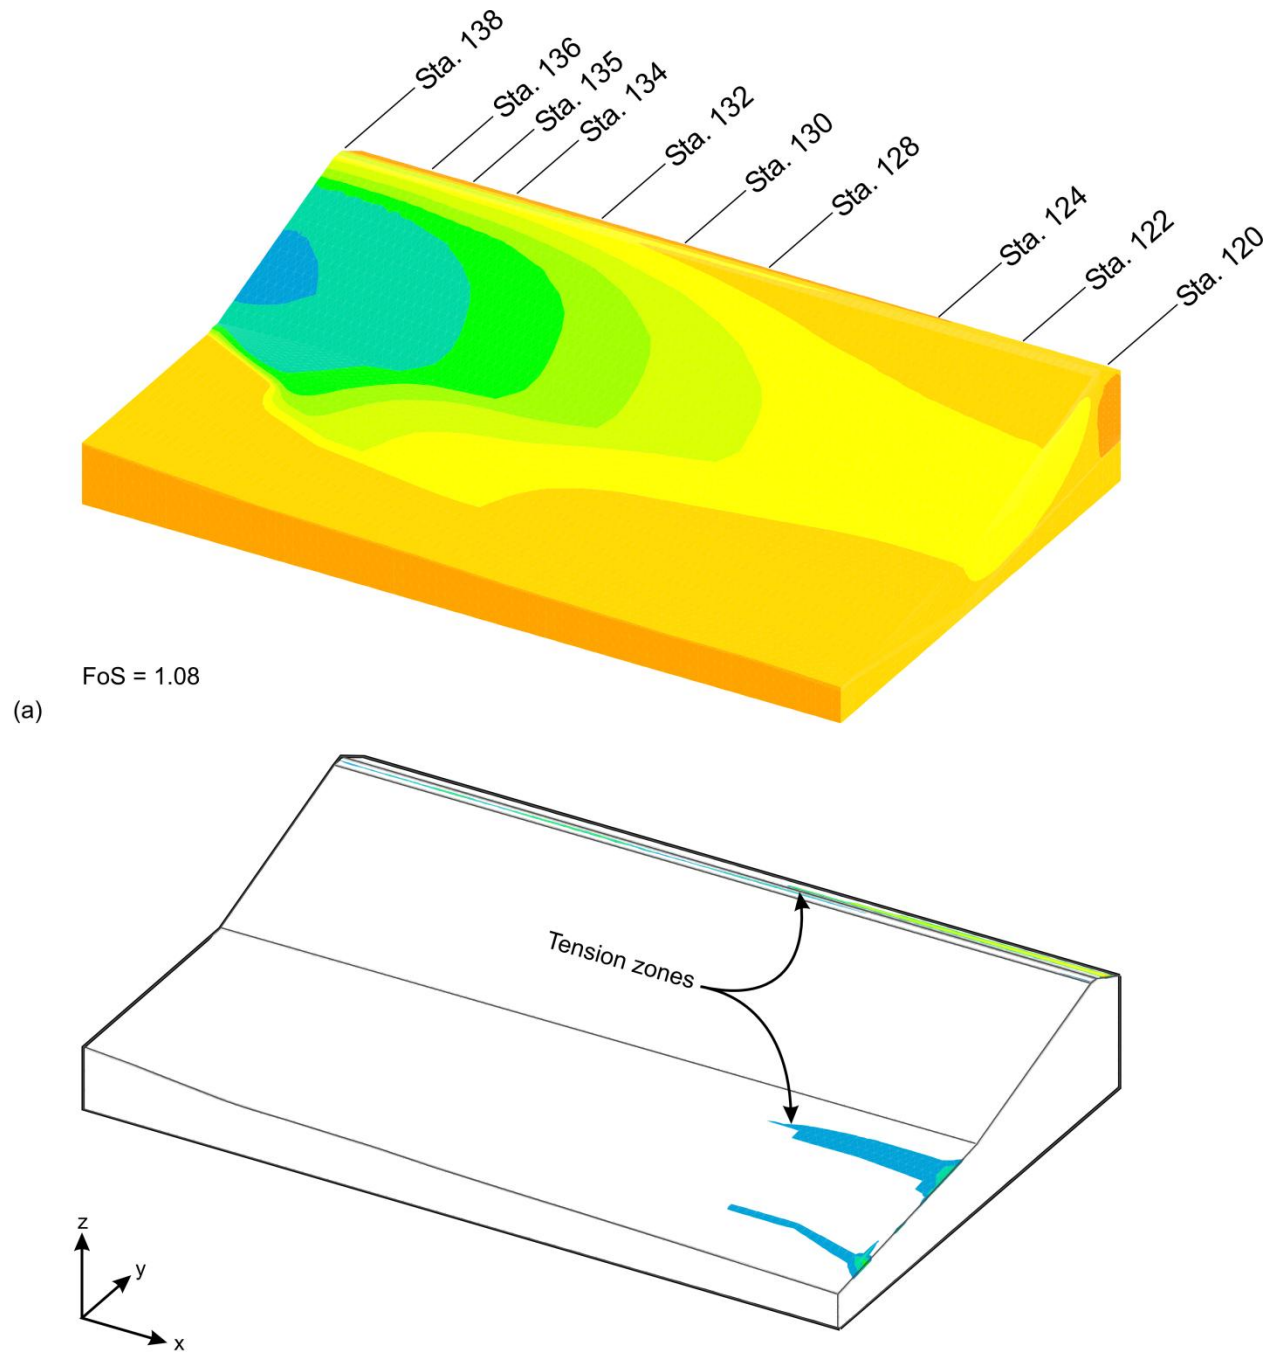 Sta. 138
Sta. 136
Sta. 135
Sta. 134
Sta. 132
Sta. 130
Sta. 128
Sta. 124
Sta. 122
Sta. 120
FoS = 1.08
(a)
Tension zones
z
y
x